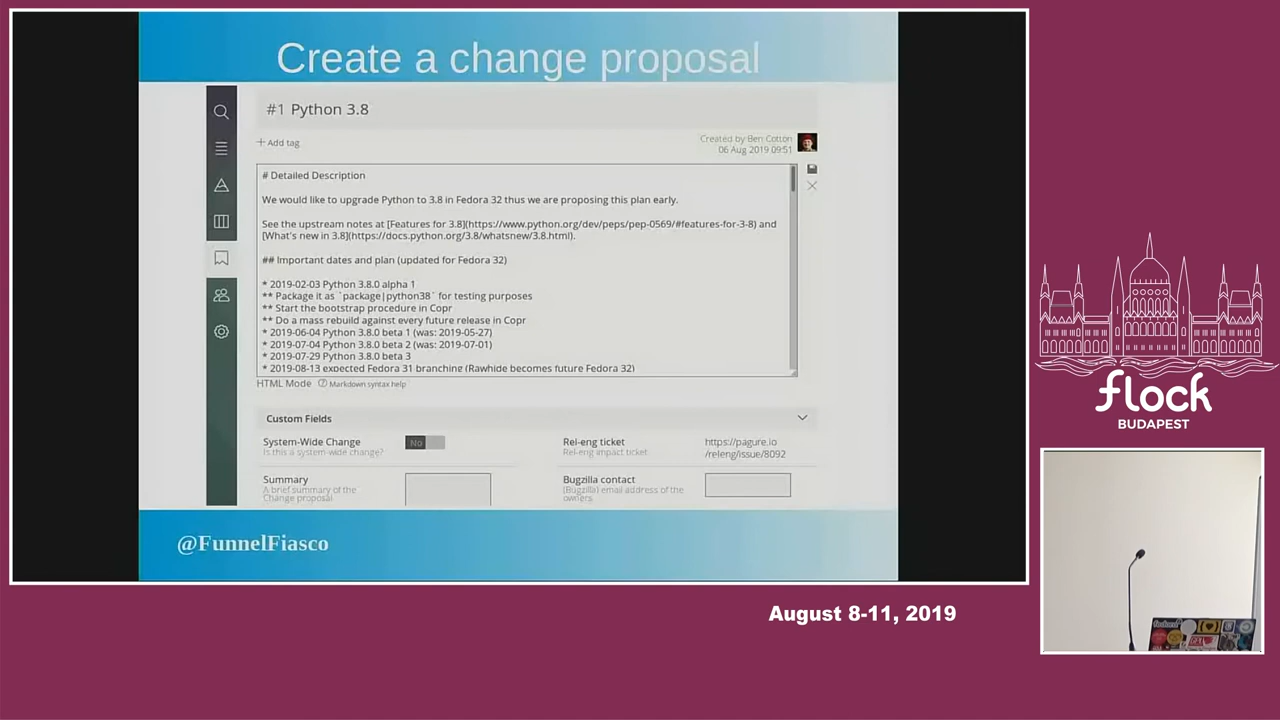 Create a change proposal
#1 Python 3.8
+ Add tag
Created by Ben Cotton
06 Aug 2019 09:51
# Detailed Description
We would like to upgrade Python to 3.8 in Fedora 32 thus we are proposing this plan early.
See the upstream notes at [Features for 3.8](https://www.python.org/dev/peps/pep-0569/#features-for-3-8) and
[What's new in 3.8](https://docs.python.org/3.8/whatsnew/3.8.html).
## Important dates and plan (updated for Fedora 32)
* 2019-02-03 Python 3.8.0 alpha 1
** Package it as `package|python38` for testing purposes
** Start the bootstrap procedure in Copr
** Do a mass rebuild against every future release in Copr
* 2019-06-04 Python 3.8.0 beta 1 (was: 2019-05-27)
* 2019-07-04 Python 3.8.0 beta 2 (was: 2019-07-01)
* 2019-07-29 Python 3.8.0 beta 3
* 2019-08-13 expected Fedora 31 branching (Rawhide becomes future Fedora 32)
HTML Mode ? Markdown syntax help
Custom Fields
System-Wide Change
Is this a system-wide change?
No
Rel-eng ticket
Rel-eng impact ticket
https://pagure.io
/releng/issue/8092
Summary
A brief summary of the
Change proposal
Bugzilla contact
(Bugzilla) email address of the
owners
@FunnelFiasco
flock
BUDAPEST
August 8-11, 2019